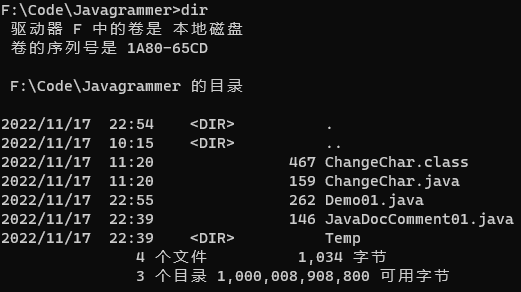 F:\Code\Javagrammer>dir
驱动器 F 中的卷是 本地磁盘
卷的序列号是 1A80-65CD
F:\Code\Javagrammer 的目录
2022/11/17  22:54    <DIR>          .
2022/11/17  10:15    <DIR>          ..
2022/11/17  11:20               467 ChangeChar.class
2022/11/17  11:20               159 ChangeChar.java
2022/11/17  22:55               262 Demo01.java
2022/11/17  22:39               146 JavaDocComment01.java
2022/11/17  22:39    <DIR>          Temp
4 个文件          1,034 字节
3 个目录 1,000,008,908,800 可用字节